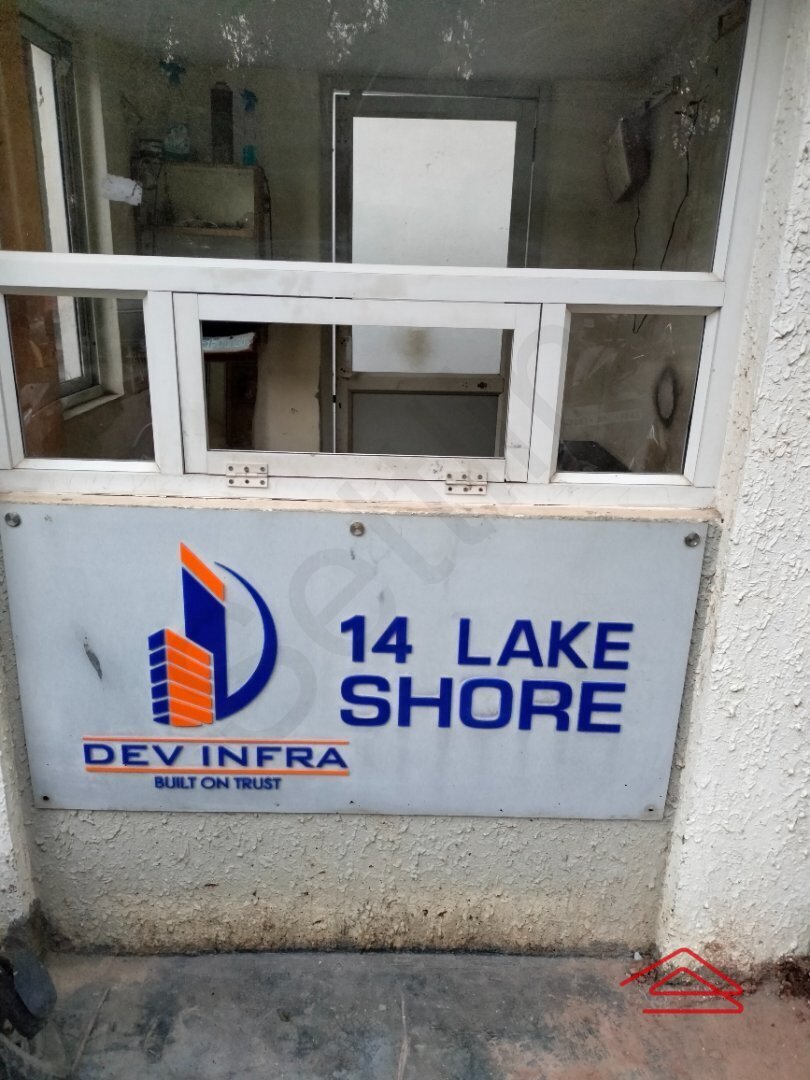 14 LAKE
SHORE
DEV INFRA
BUILT ON TRUST